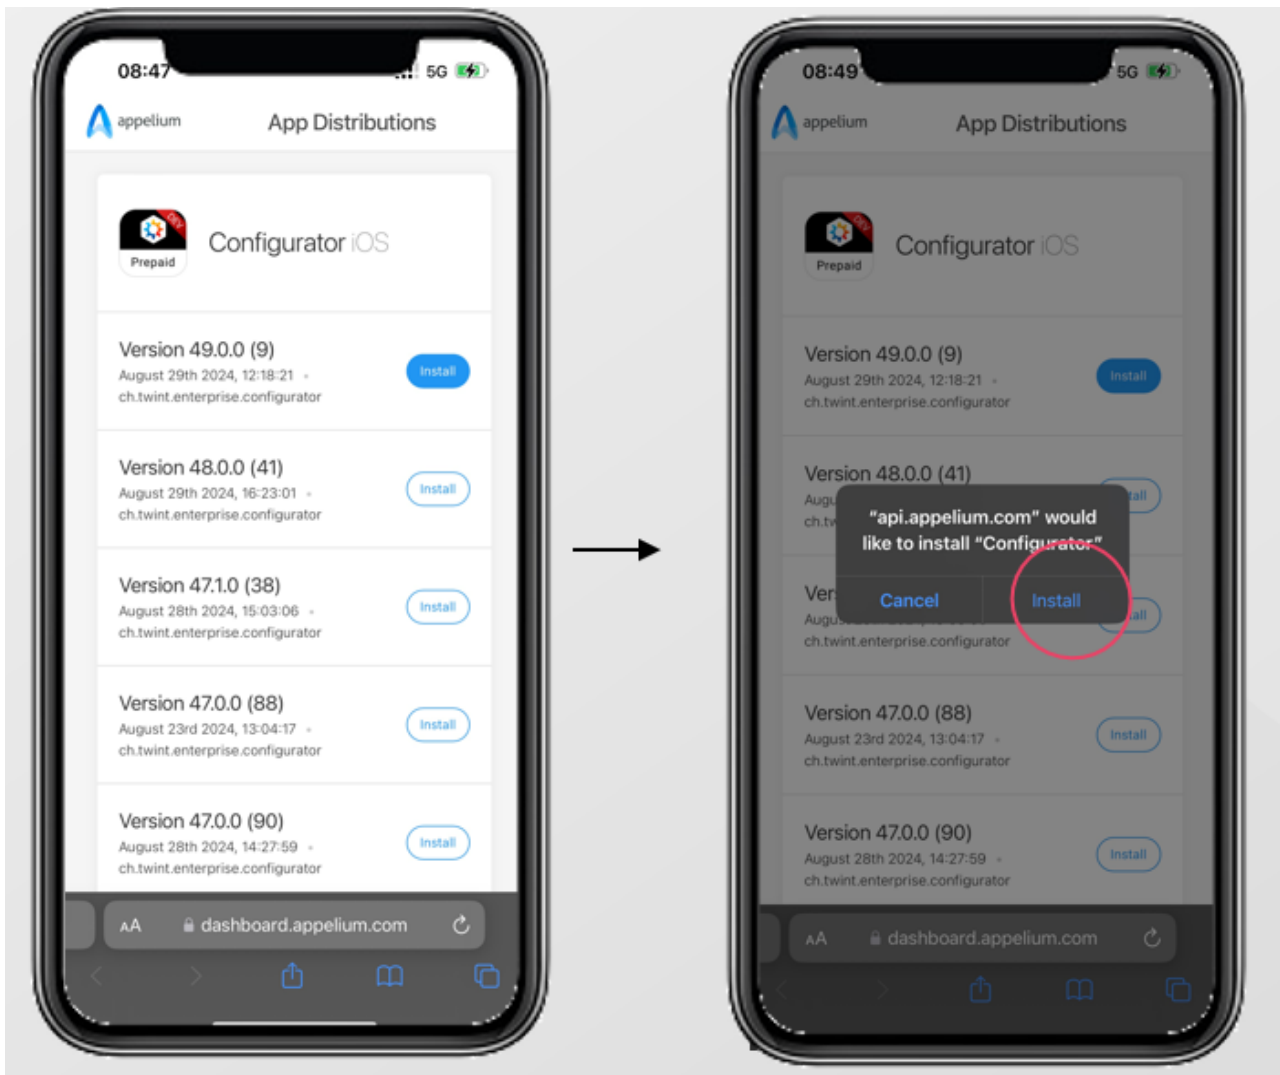 08:47
5G
appelium
App Distributions
DEV
Prepaid
Configurator iOS
Version 49.0.0 (9)
August 29th 2024, 12:18:21
ch.twint.enterprise.configurator
Install
Version 48.0.0 (41)
August 29th 2024, 16:23:01
ch.twint.enterprise.configurator
Install
Version 47.1.0 (38)
August 28th 2024, 15:03:06
ch.twint.enterprise.configurator
Install
Version 47.0.0 (88)
August 23rd 2024, 13:04:17
ch.twint.enterprise.configurator
Install
Version 47.0.0 (90)
August 28th 2024, 14:27:59
ch.twint.enterprise.configurator
Install
AA
dashboard.appelium.com
08:49
5G
appelium
App Distributions
DEV
Prepaid
Configurator iOS
Version 49.0.0 (9)
August 29th 2024, 12:18:21
ch.twint.enterprise.configurator
Install
Version 48.0.0 (41)
"api.appelium.com" would
like to install "Configurator"
Cancel
Install
ch.twint.enterprise.configurator
Version 47.0.0 (88)
August 23rd 2024, 13:04:17
ch.twint.enterprise.configurator
Install
Version 47.0.0 (90)
August 28th 2024, 14:27:59
ch.twint.enterprise.configurator
Install
AA
dashboard.appelium.com